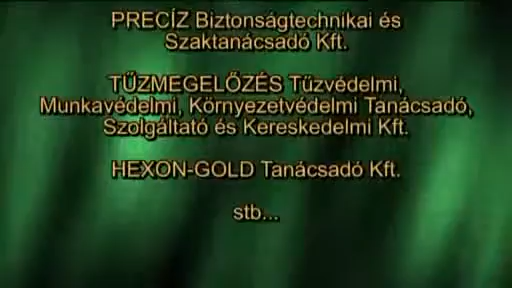 PRECÍZ Biztonságtechnikai és
Szaktanácsadó Kft.
TŰZMEGELŐZÉS Tűzvédelmi,
Munkavédelmi, Környezetvédelmi Tanácsadó,
Szolgáltató és Kereskedelmi Kft.
HEXON-GOLD Tanácsadó Kft.
stb...